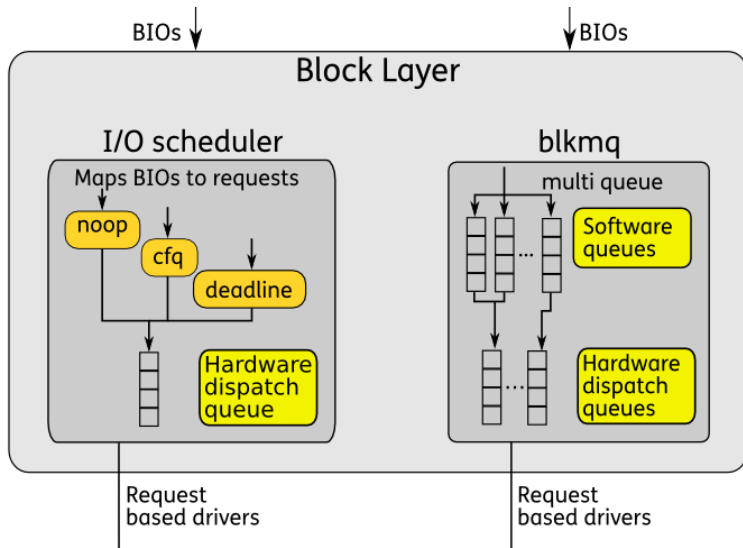 BIOs
BIOs
Block Layer
I/O scheduler
Maps BIOs to requests
noop
cfq
deadline
Hardware
dispatch
queue
blkmq
multi queue
Software
queues
...
Hardware
dispatch
queues
...
Request
based drivers
Request
based drivers